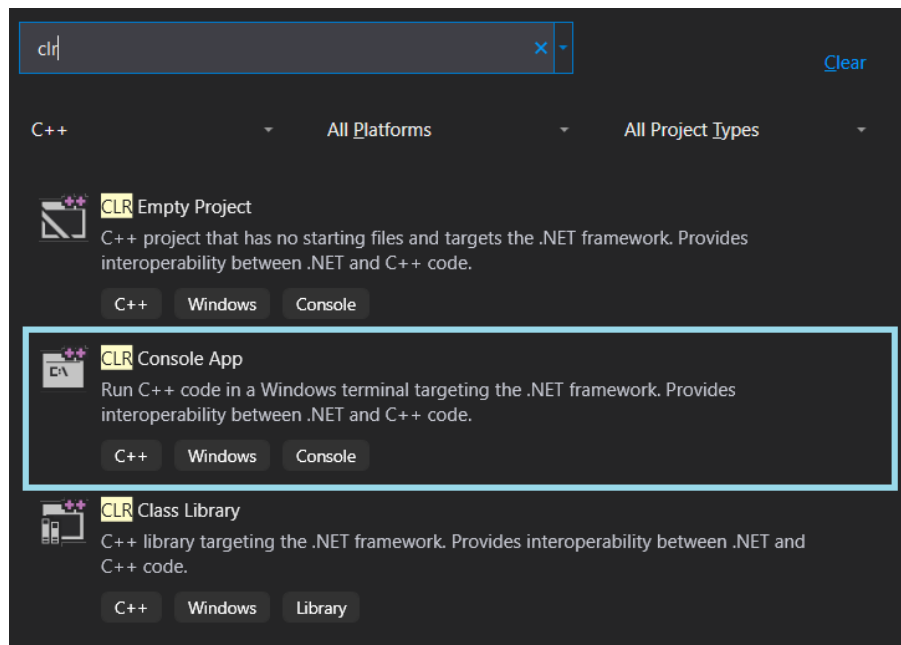 clr
Clear
C++ All Platforms All Project Types
CLR Empty Project
C++ project that has no starting files and targets the .NET framework. Provides
interoperability between .NET and C++ code.
C++ Windows Console
CLR Console App
C:\
Run C++ code in a Windows terminal targeting the .NET framework. Provides
interoperability between .NET and C++ code.
C++ Windows Console
CLR Class Library
C++ library targeting the .NET framework. Provides interoperability between .NET and
C++ code.
C++ Windows Library